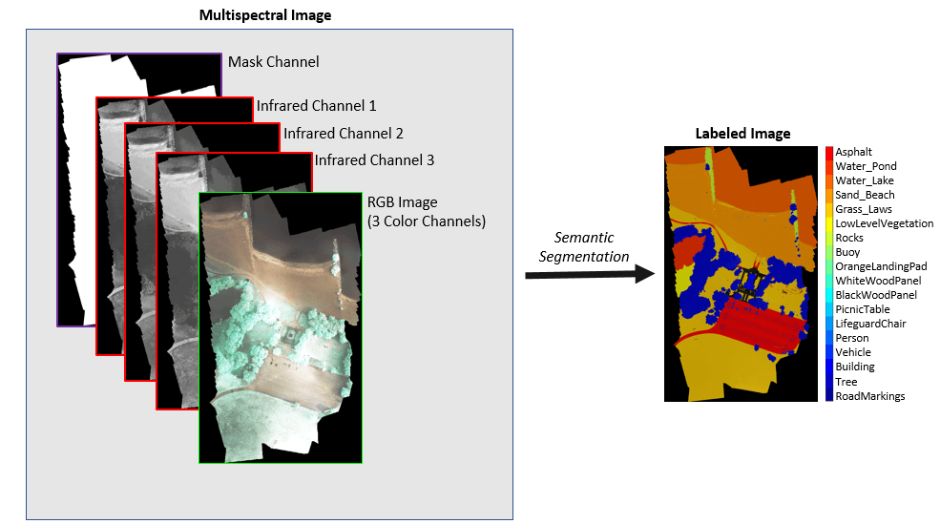 Multispectral Image
Mask Channel
Infrared Channel 1
Infrared Channel 2
Infrared Channel 3
RGB Image
(3 Color Channels)
Semantic
Segmentation
Labeled Image
Asphalt
Water_Pond
Water_Lake
Sand_Beach
Grass_Laws
LowLevelVegetation
Rocks
Buoy
OrangeLandingPad
WhiteWoodPanel
BlackWoodPanel
PicnicTable
LifeguardChair
Person
Vehicle
Building
Tree
RoadMarkings